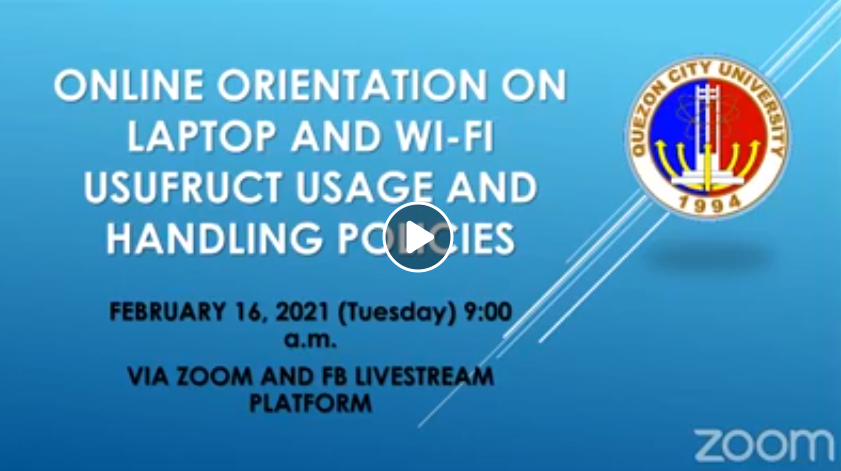 ONLINE ORIENTATION ON
LAPTOP AND WI-FI
USUFRUCT USAGE AND
HANDLING POLICIES
QUEZON CITY UNIVERSITY
1994
FEBRUARY 16, 2021 (Tuesday) 9:00
a.m.
VIA ZOOM AND FB LIVESTREAM
PLATFORM
zoom